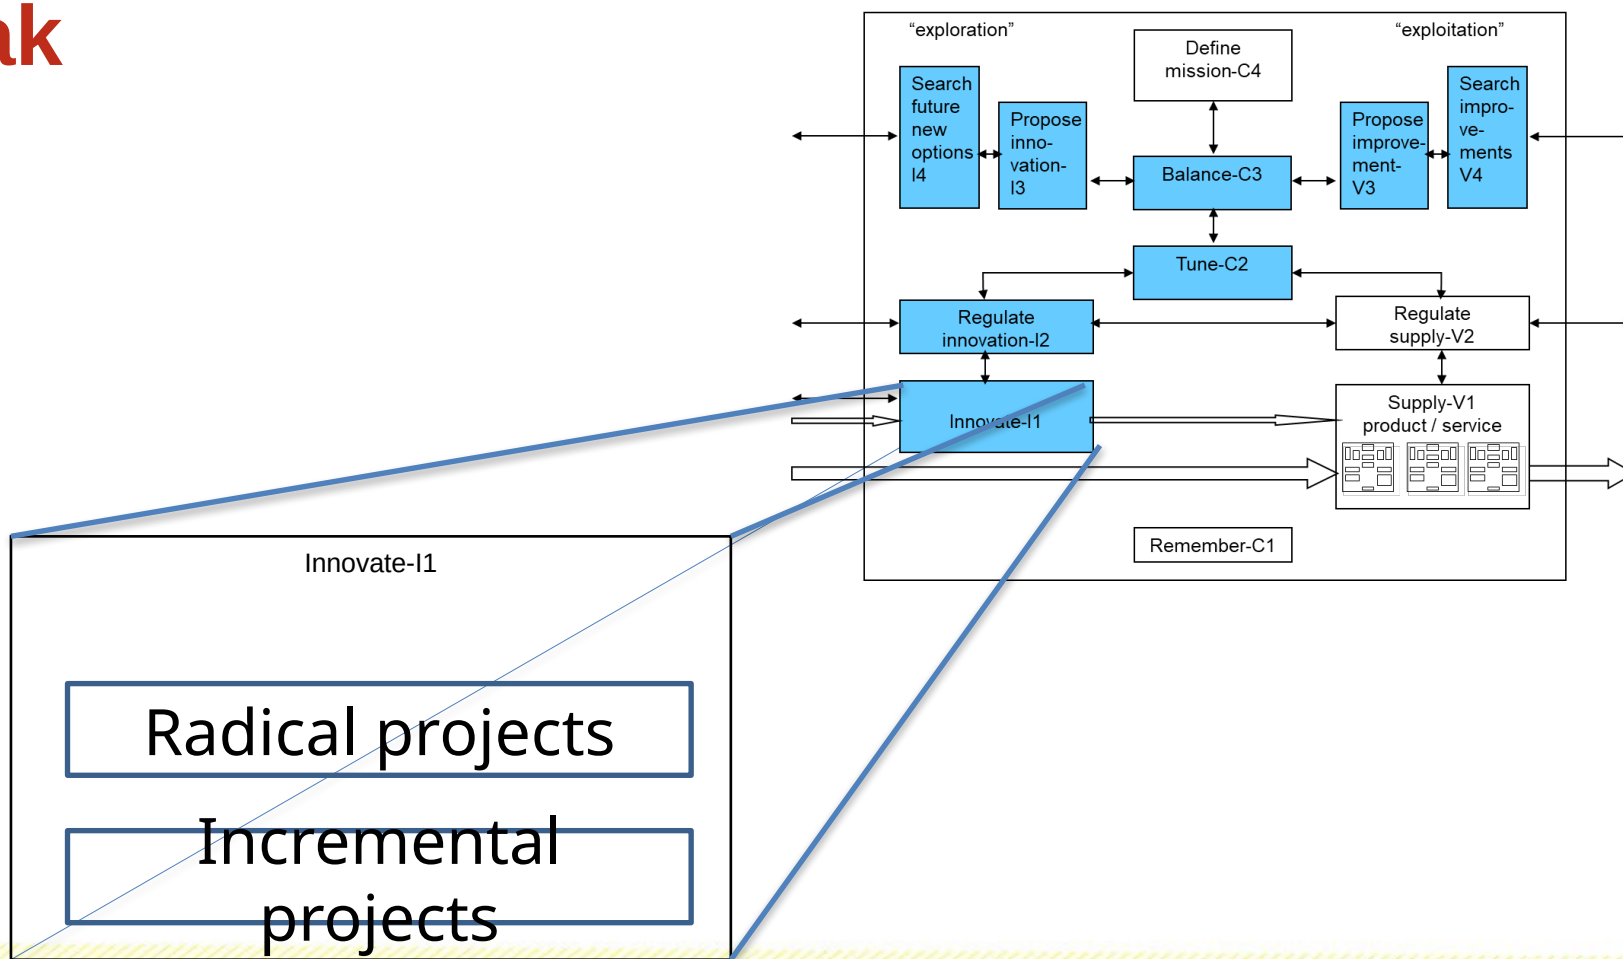 ak
“exploration”
“exploitation”
Define
mission-C4
Search
future
new
options
I4
Propose
inno-
vation-
I3
Balance-C3
Propose
improve-
ment-
V3
Search
impro-
ve-
ments
V4
Tune-C2
Regulate
innovation-I2
Regulate
supply-V2
Innovate-I1
Supply-V1
product / service
Remember-C1
Innovate-I1
Radical projects
Incremental
projects